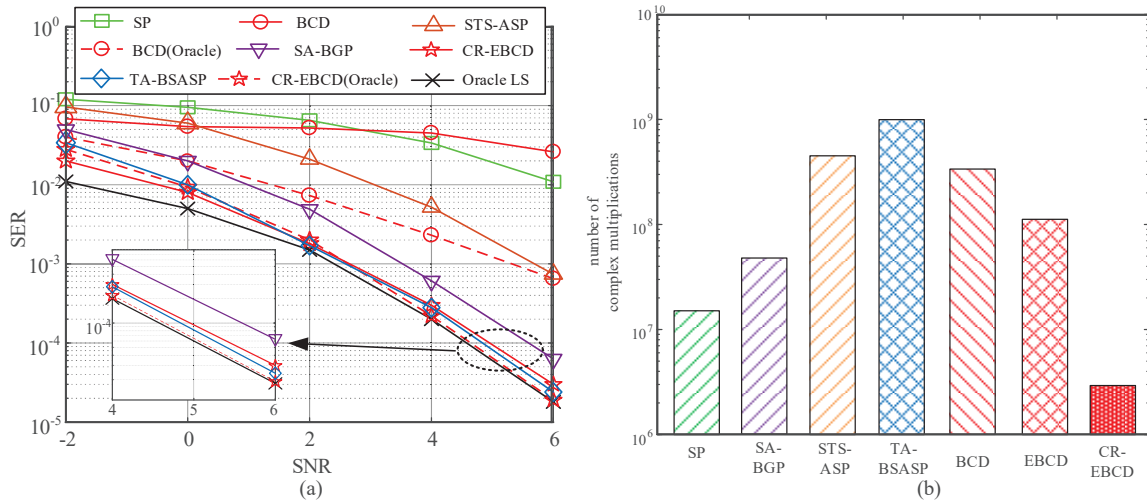 (a)
10^0
10^-1
10^-2
10^-3
10^-4
10^-5
SER
SP
BCD
STS-ASP
BCD(Oracle)
SA-BGP
CR-EBCD
TA-BSASP
CR-EBCD(Oracle)
Oracle LS
10^-4
4
5
6
-2
0
2
4
6
SNR
(a)
(b)
10^10
10^9
10^8
10^7
10^6
number of
complex multiplications
SP
SA-
BGP
STS-
ASP
TA-
BSASP
BCD
EBCD
CR-
EBCD
(b)